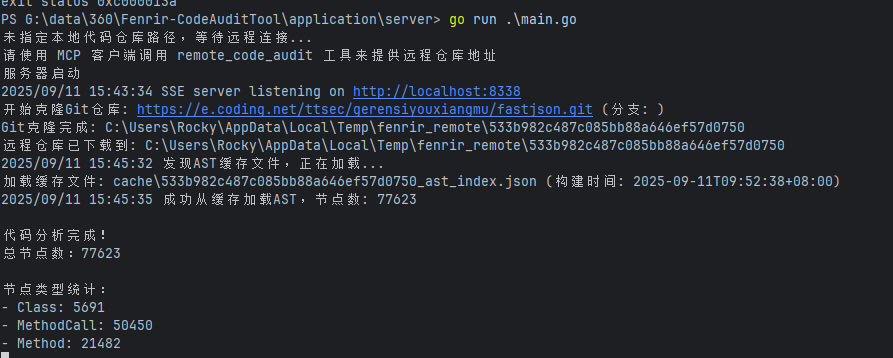 exit status 0xc000013a
PS G:\data\360\Fenrir-CodeAuditTool\application\server> go run .\main.go
未指定本地代码仓库路径，等待远程连接...
请使用 MCP 客户端调用 remote_code_audit 工具来提供远程仓库地址
服务器启动
2025/09/11 15:43:34 SSE server listening on http://localhost:8338
开始克隆Git仓库: https://e.coding.net/ttsec/gerensiyouxiangmu/fastjson.git (分支: )
Git克隆完成: C:\Users\Rocky\AppData\Local\Temp\fenrir_remote\533b982c487c085bb88a646ef57d0750
远程仓库已下载到: C:\Users\Rocky\AppData\Local\Temp\fenrir_remote\533b982c487c085bb88a646ef57d0750
2025/09/11 15:45:32 发现AST缓存文件，正在加载...
加载缓存文件: cache\533b982c487c085bb88a646ef57d0750_ast_index.json (构建时间: 2025-09-11T09:52:38+08:00)
2025/09/11 15:45:35 成功从缓存加载AST，节点数: 77623
代码分析完成！
总节点数：77623
节点类型统计：
- Class: 5691
- MethodCall: 50450
- Method: 21482